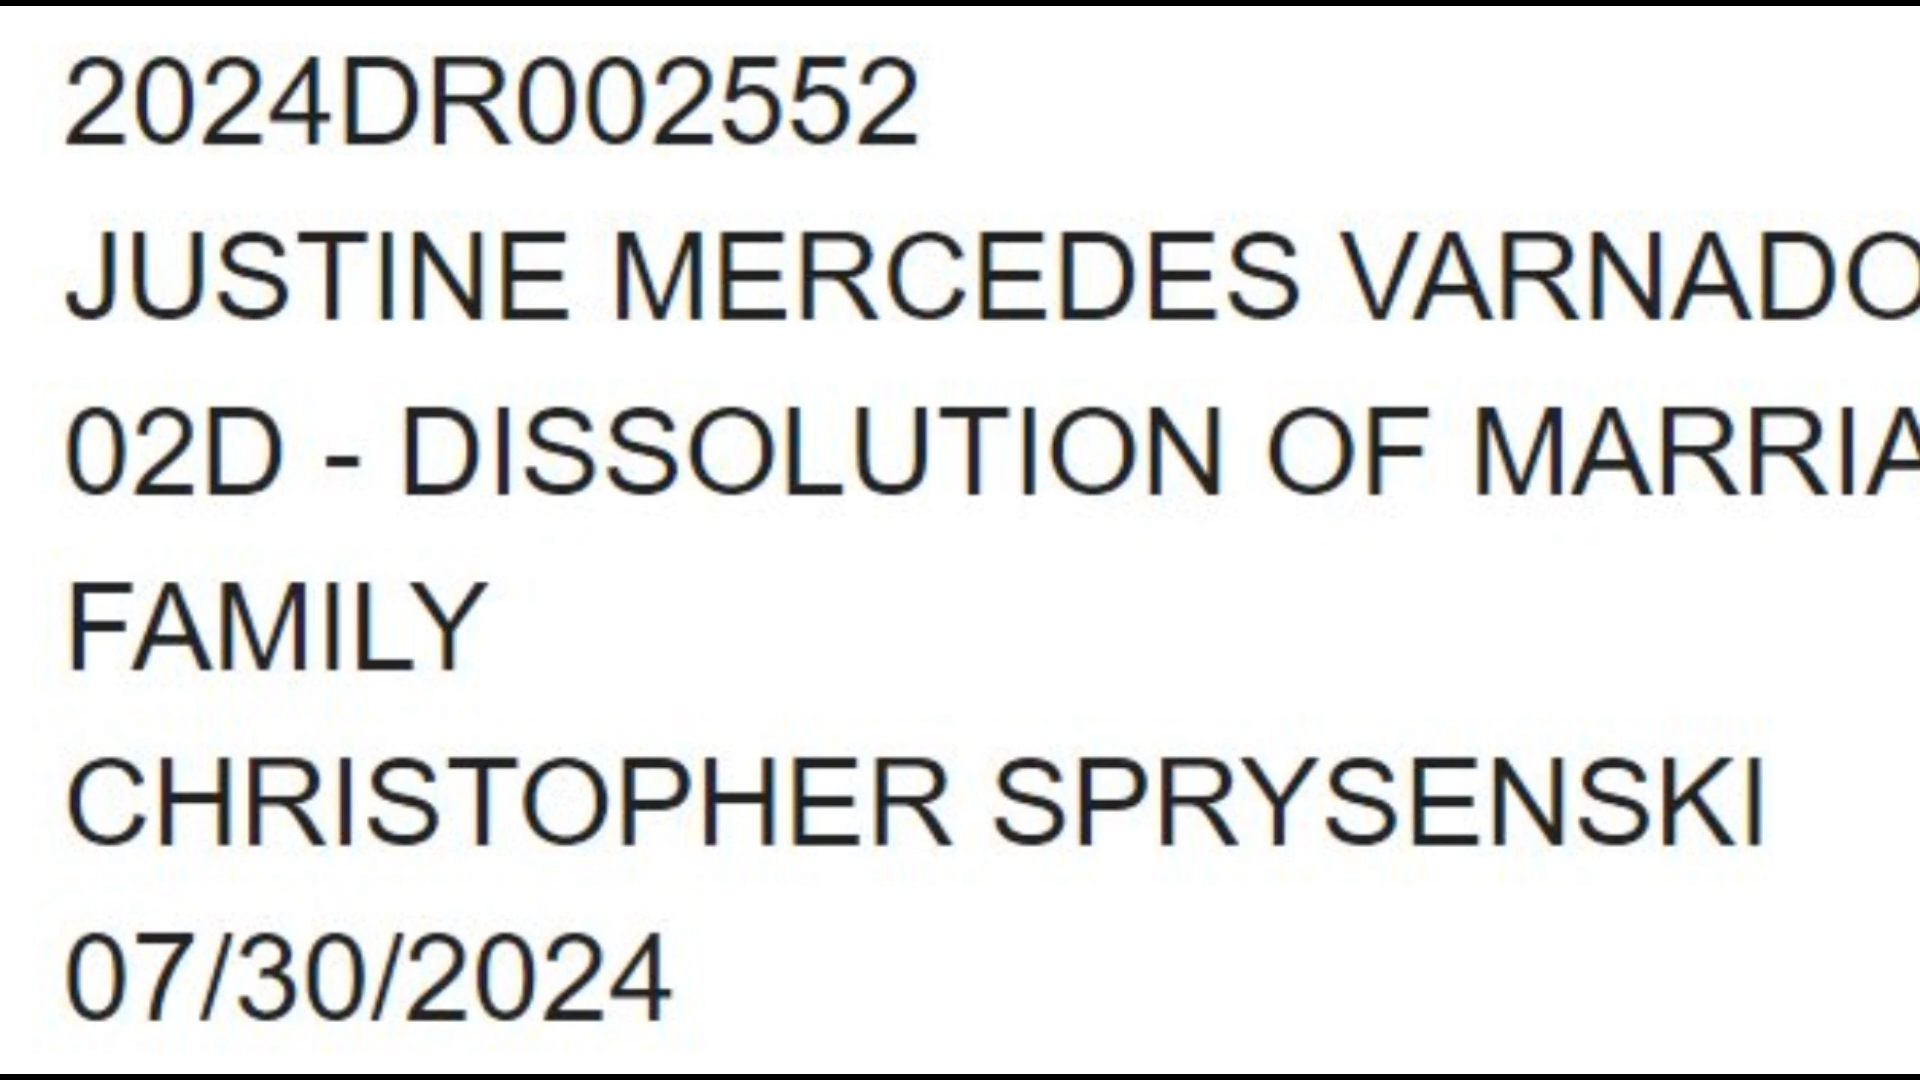 2024DR002552
JUSTINE MERCEDES VARNADO
02D - DISSOLUTION OF MARRIA
FAMILY
CHRISTOPHER SPRYSENSKI
07/30/2024